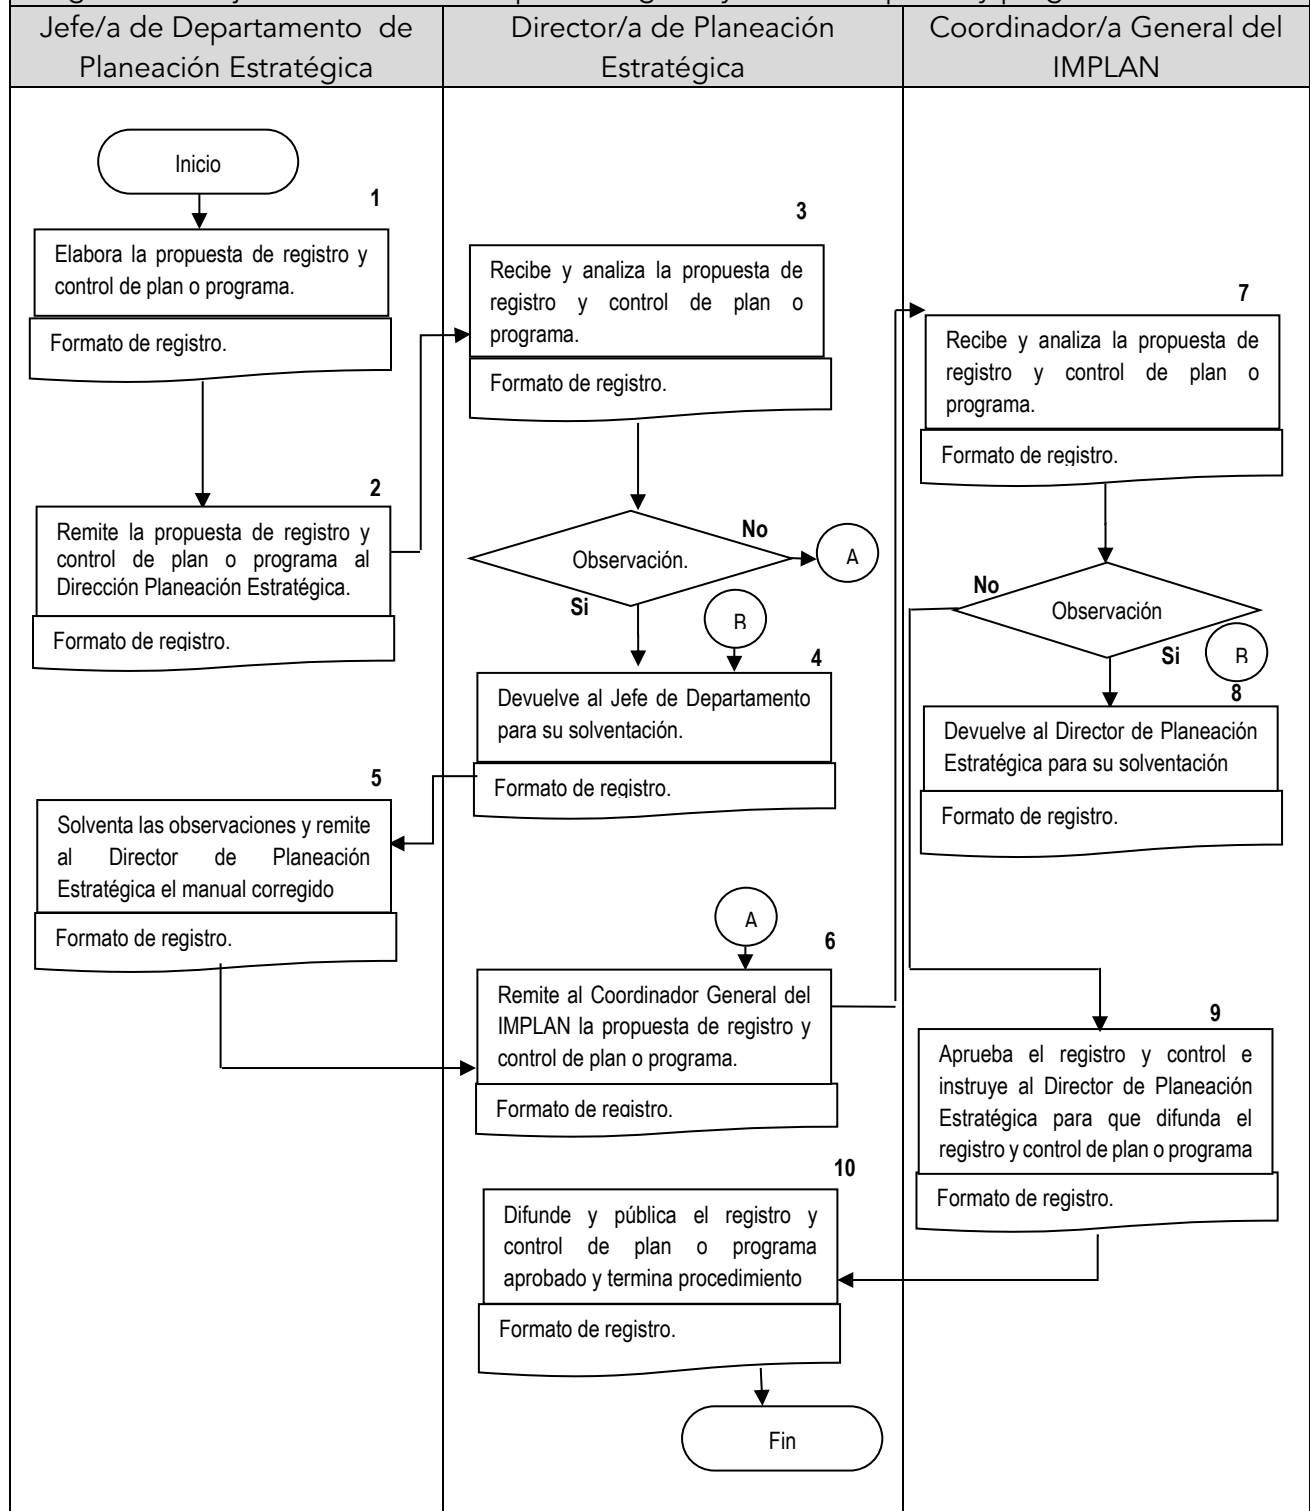 Jefe/a de Departamento de
Planeación Estratégica
Director/a de Planeación
Estratégica
Coordinador/a General del
IMPLAN
Inicio
1
Elabora la propuesta de registro y
control de plan o programa.
Formato de registro.
2
Remite la propuesta de registro y
control de plan o programa al
Dirección Planeación Estratégica.
Formato de registro.
3
Recibe y analiza la propuesta de
registro y control de plan o
programa.
Formato de registro.
Observación.
No
A
Si
B
4
Devuelve al Jefe de Departamento
para su solventación.
Formato de registro.
5
Solventa las observaciones y remite
al Director de Planeación
Estratégica el manual corregido
Formato de registro.
A
6
Remite al Coordinador General del
IMPLAN la propuesta de registro y
control de plan o programa.
Formato de registro.
7
Recibe y analiza la propuesta de
registro y control de plan o
programa.
Formato de registro.
No
Observación
Si
B
8
Devuelve al Director de Planeación
Estratégica para su solventación
Formato de registro.
9
Aprueba el registro y control e
instruye al Director de Planeación
Estratégica para que difunda el
registro y control de plan o programa
Formato de registro.
10
Difunde y pública el registro y
control de plan o programa
aprobado y termina procedimiento
Formato de registro.
Fin